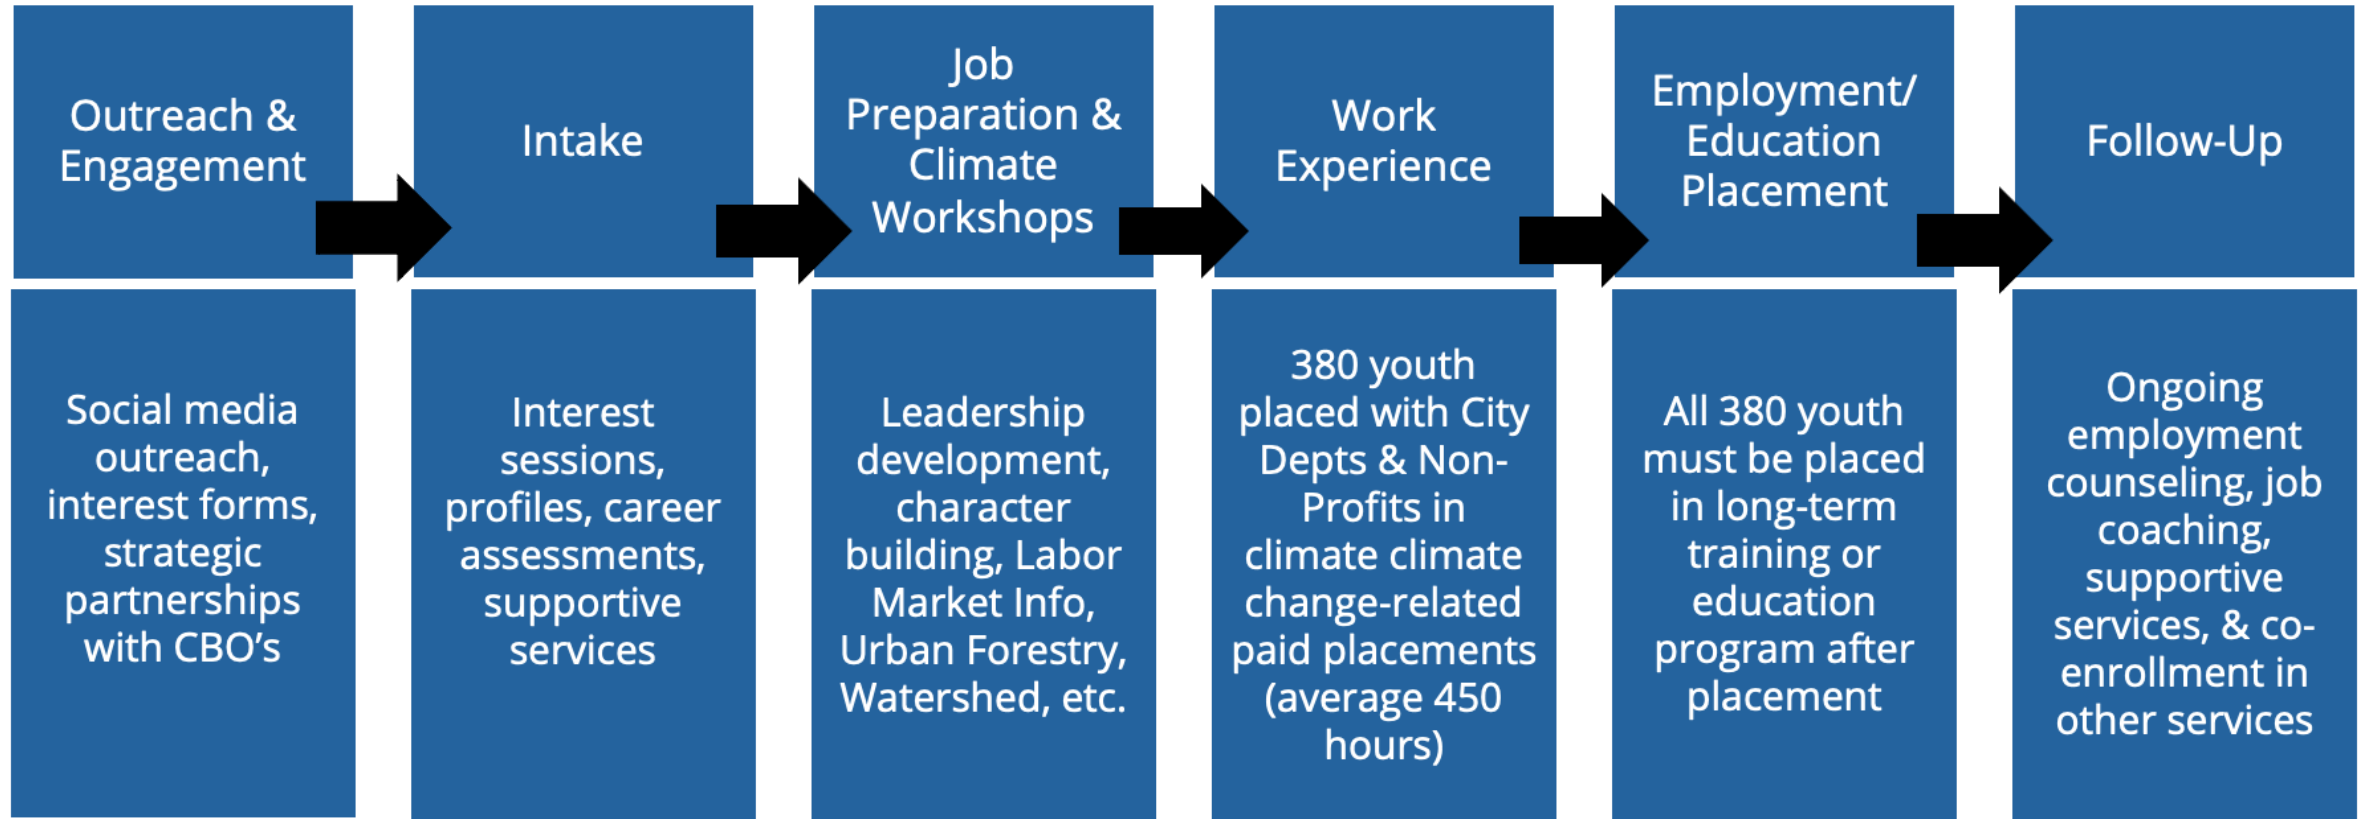 Outreach &
Engagement
Intake
Job
Preparation &
Climate
Workshops
Work
Experience
Employment/
Education
Placement
Follow-Up
Social media
outreach,
interest forms,
strategic
partnerships
with CBO’s
Interest
sessions,
profiles, career
assessments,
supportive
services
Leadership
development,
character
building, Labor
Market Info,
Urban Forestry,
Watershed, etc.
380 youth
placed with City
Depts & Non-
Profits in
climate climate
change-related
paid placements
(average 450
hours)
All 380 youth
must be placed
in long-term
training or
education
program after
placement
Ongoing
employment
counseling, job
coaching,
supportive
services, & co-
enrollment in
other services